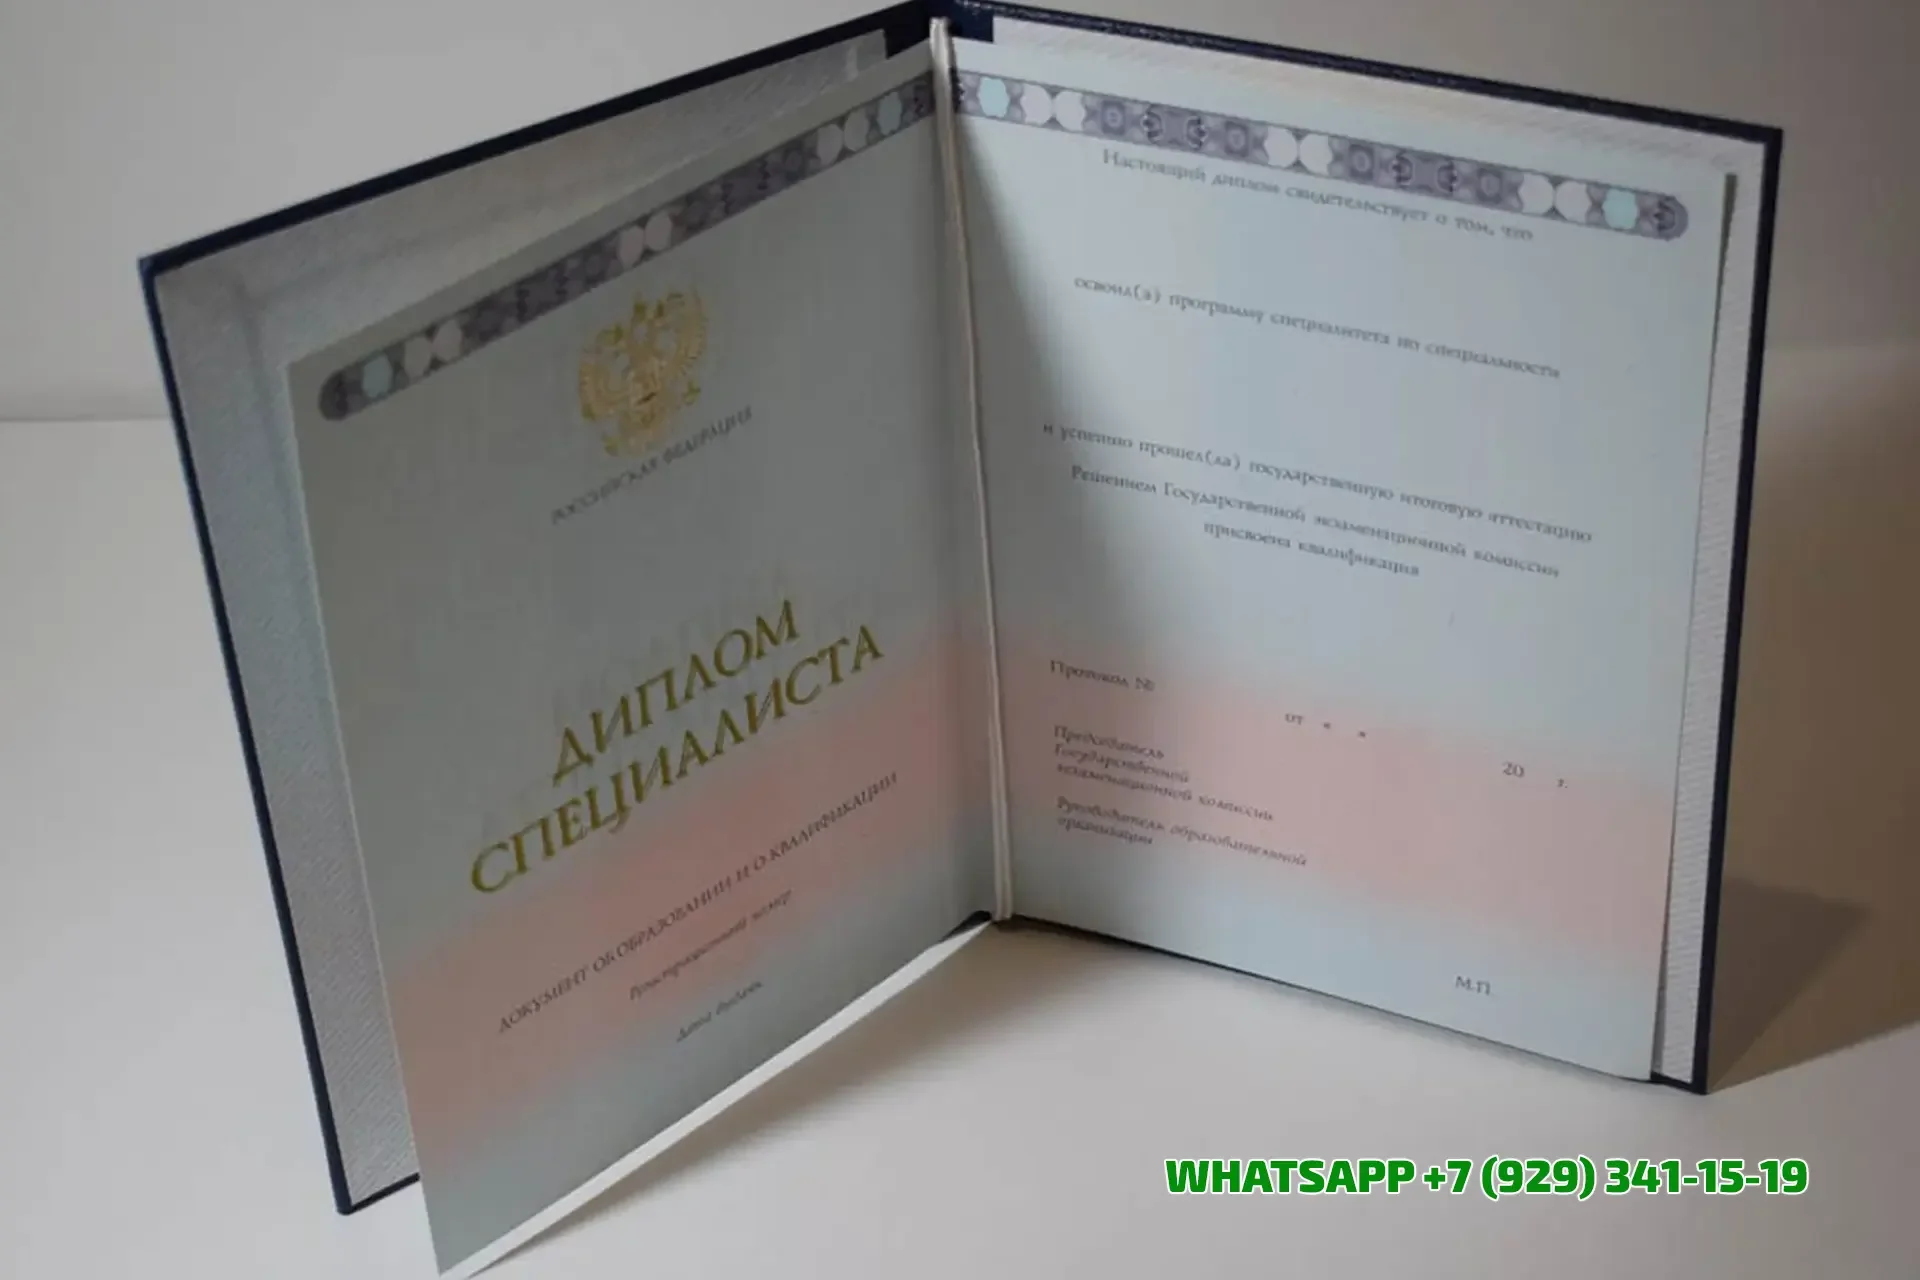 РОССИЙСКАЯ ФЕДЕРАЦИЯ
ДИПЛОМ
СПЕЦИАЛИСТА
ДОКУМЕНТ ОБ ОБРАЗОВАНИИ И О КВАЛИФИКАЦИИ
Регистрационный номер
Дата выдачи
Настоящий диплом свидетельствует о том, что
освоил(а) программу специалитета по специальности
и успешно прошел(ла) государственную итоговую аттестацию
Решением Государственной экзаменационной комиссии
присвоена квалификация
Протокол №
от « » 20 г.
Председатель
Государственной
экзаменационной комиссии
Руководитель образовательной
организации
М.П.
WHATSAPP +7 (929) 341-15-19